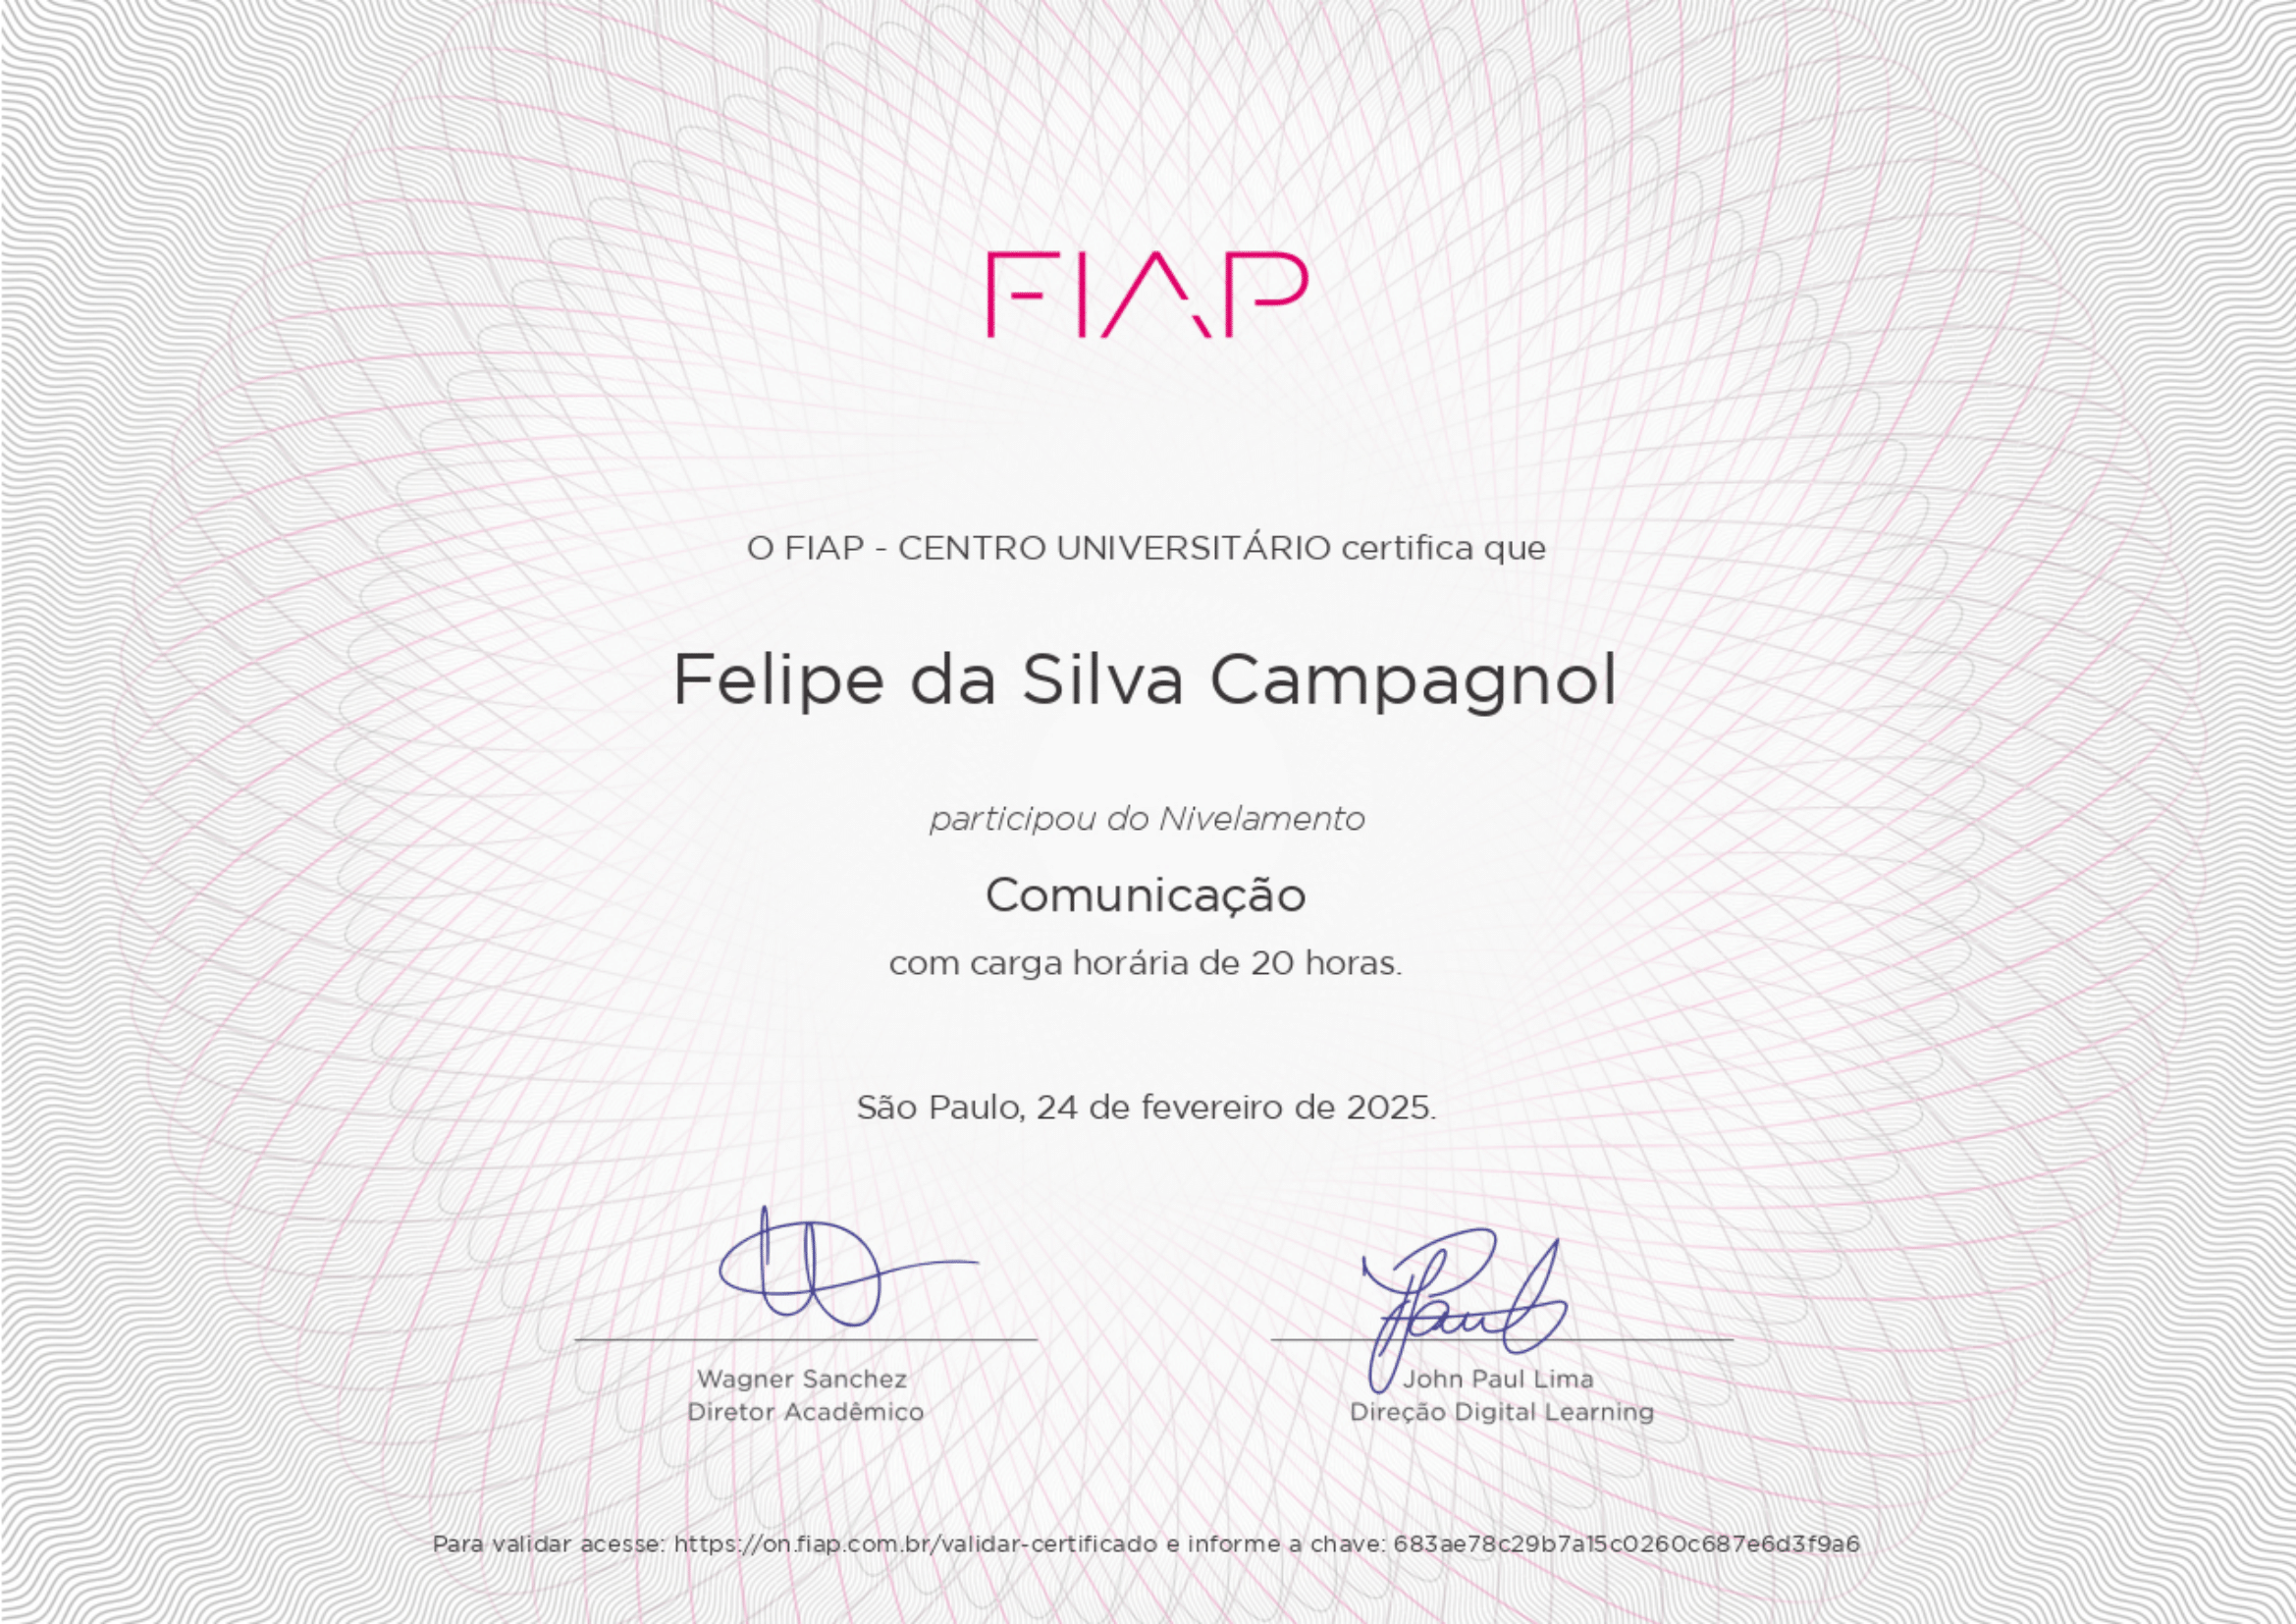 FIAP
O FIAP - CENTRO UNIVERSITÁRIO certifica que
Felipe da Silva Campagnol
participou do Nivelamento
Comunicação
com carga horária de 20 horas.
São Paulo, 24 de fevereiro de 2025.
Wagner Sanchez
Diretor Acadêmico
John Paul Lima
Direção Digital Learning
Para validar acesse: https://on.fiap.com.br/validar-certificado e informe a chave: 683ae78c29b7a15c0260c687e6d3f9a6